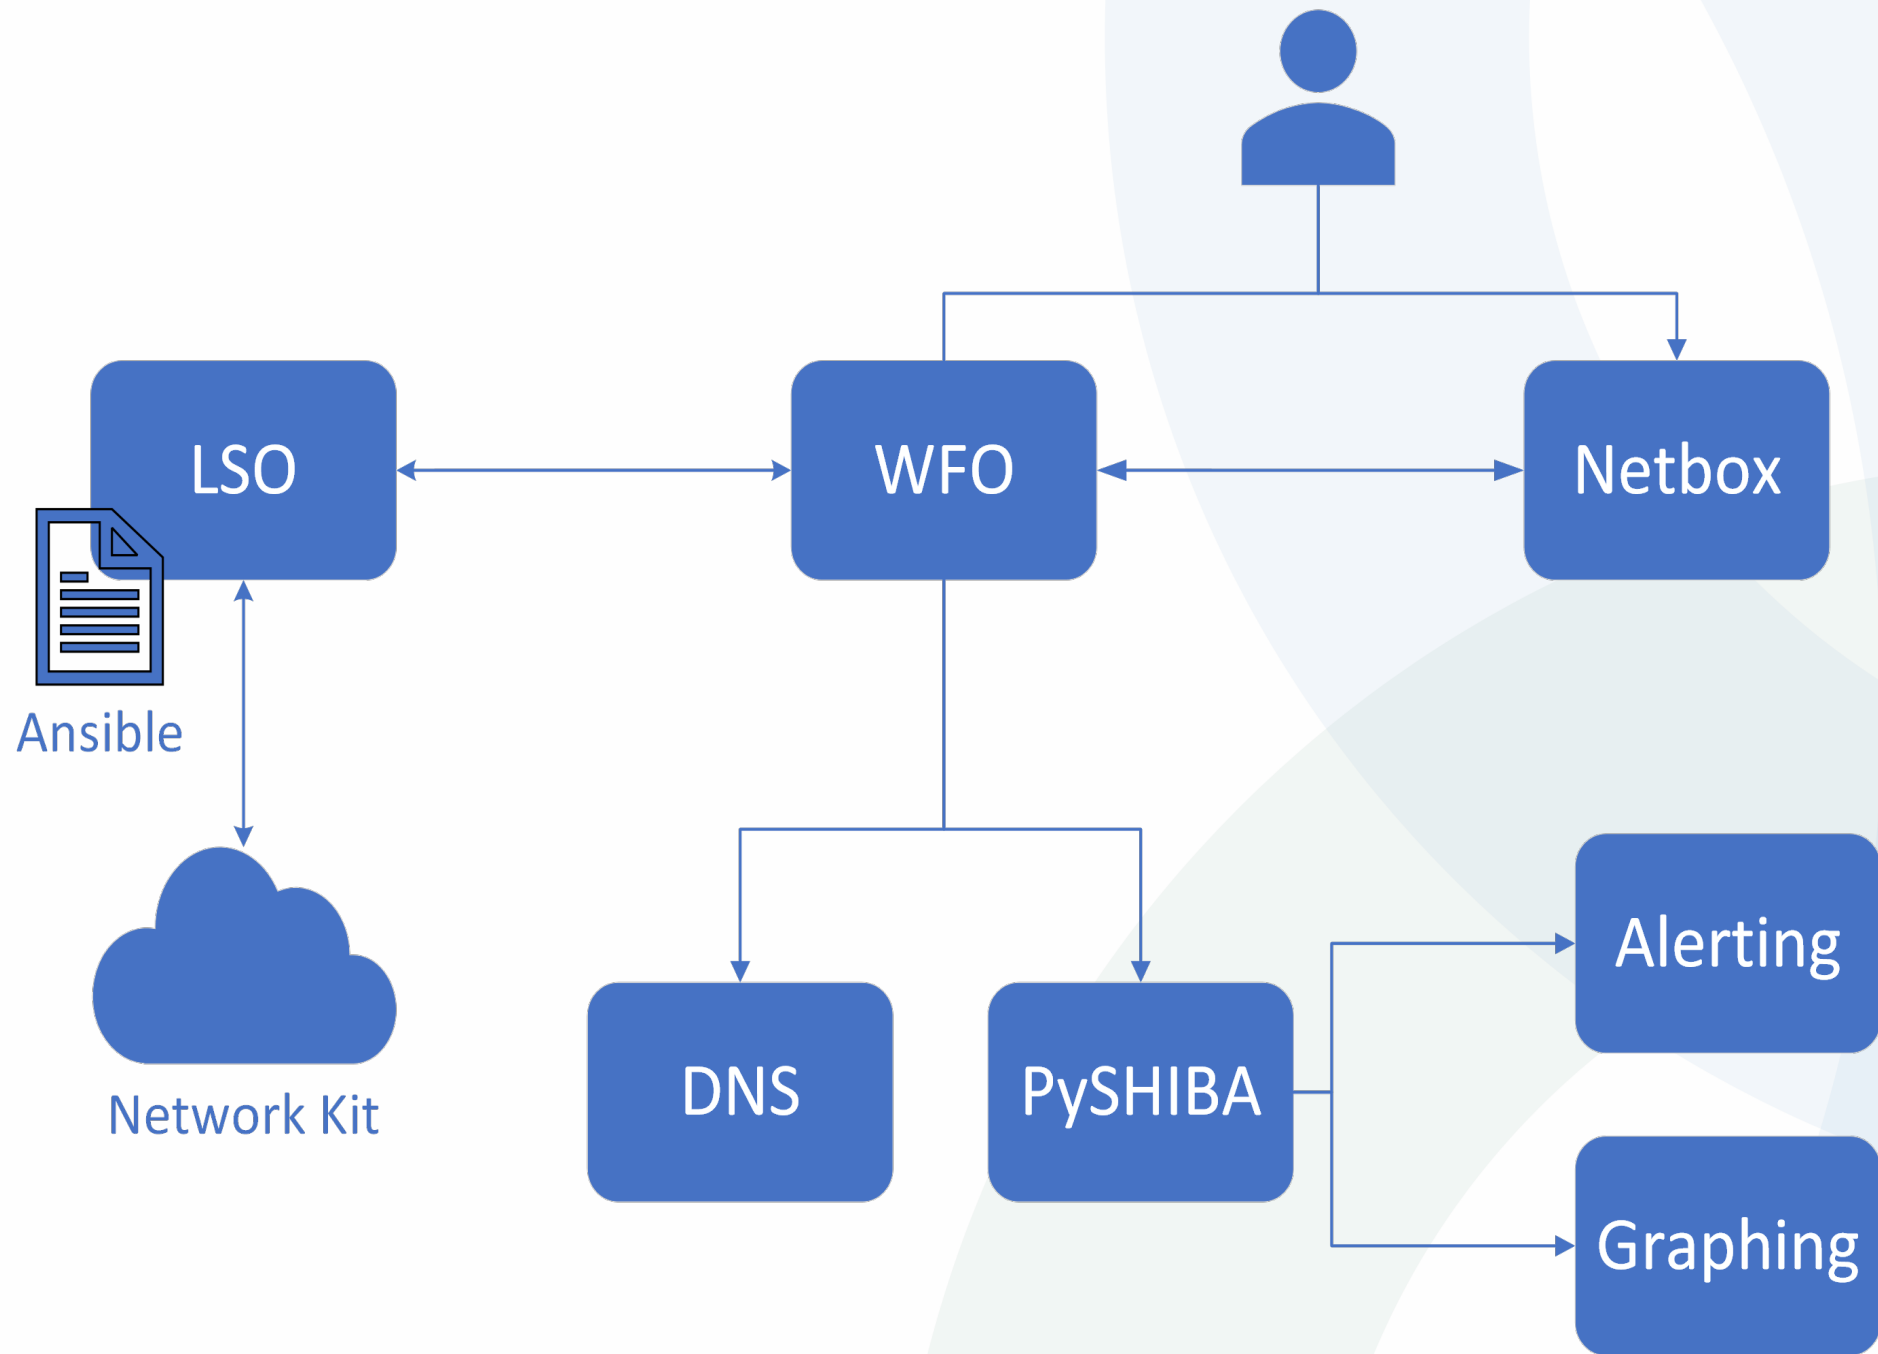 LSO
WFO
Netbox
Ansible
Network Kit
DNS
PySHIBA
Alerting
Graphing